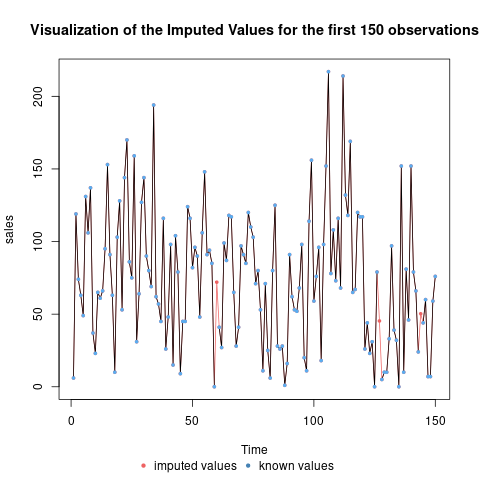 Visualization of the Imputed Values for the first 150 observations
sales
200
150
100
50
0
0 50 100 150
Time
imputed values known values